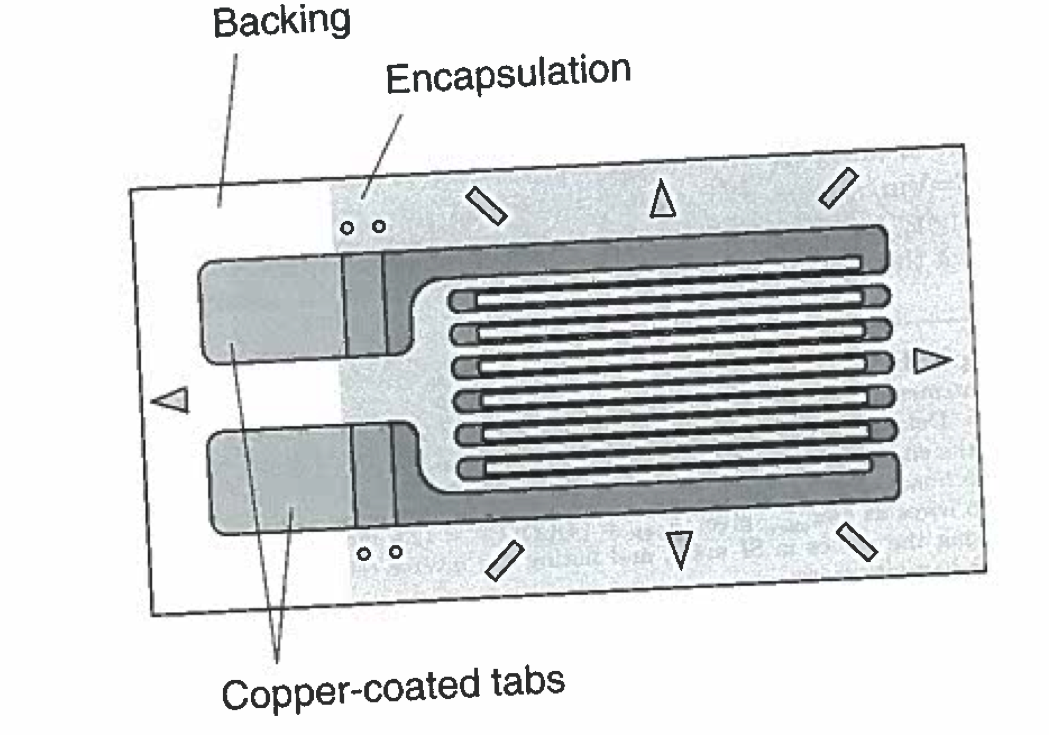 Backing
Encapsulation
Copper-coated tabs